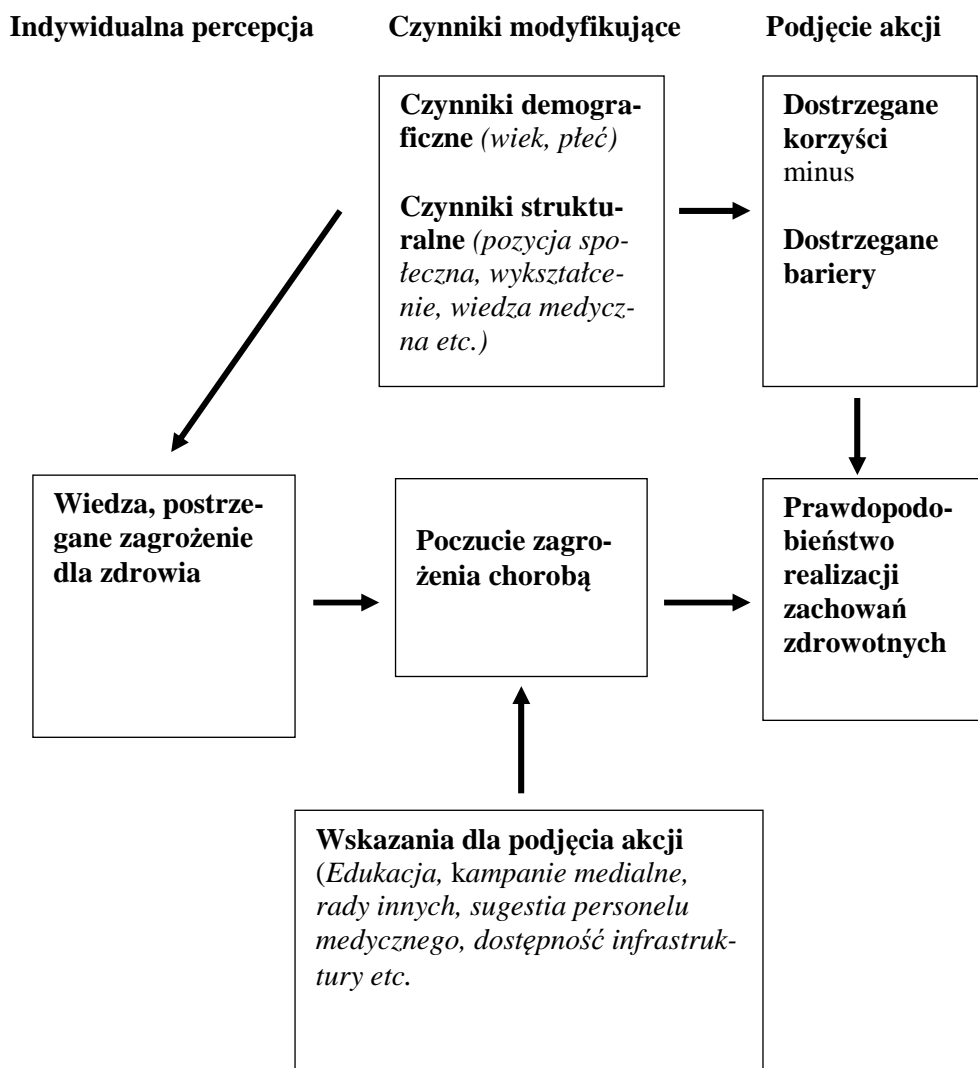 Indywidualna percepcja
Czynniki modyfikujące
Podjęcie akcji
Czynniki demogra-
ficzne (wiek, płeć)
Czynniki struktu-
ralne (pozycja spo-
łeczna, wykształce-
nie, wiedza medycz-
na etc.)
Dostrzegane
korzyści
minus
Dostrzegane
bariery
Wiedza, postrze-
gane zagrożenie
dla zdrowia
Poczucie zagro-
żenia chorobą
Prawdopodo-
bieństwo
realizacji
zachowań
zdrowotnych
Wskazania dla podjęcia akcji
(Edukacja, kampanie medialne,
rady innych, sugestia personelu
medycznego, dostępność infrastruk-
tury etc.